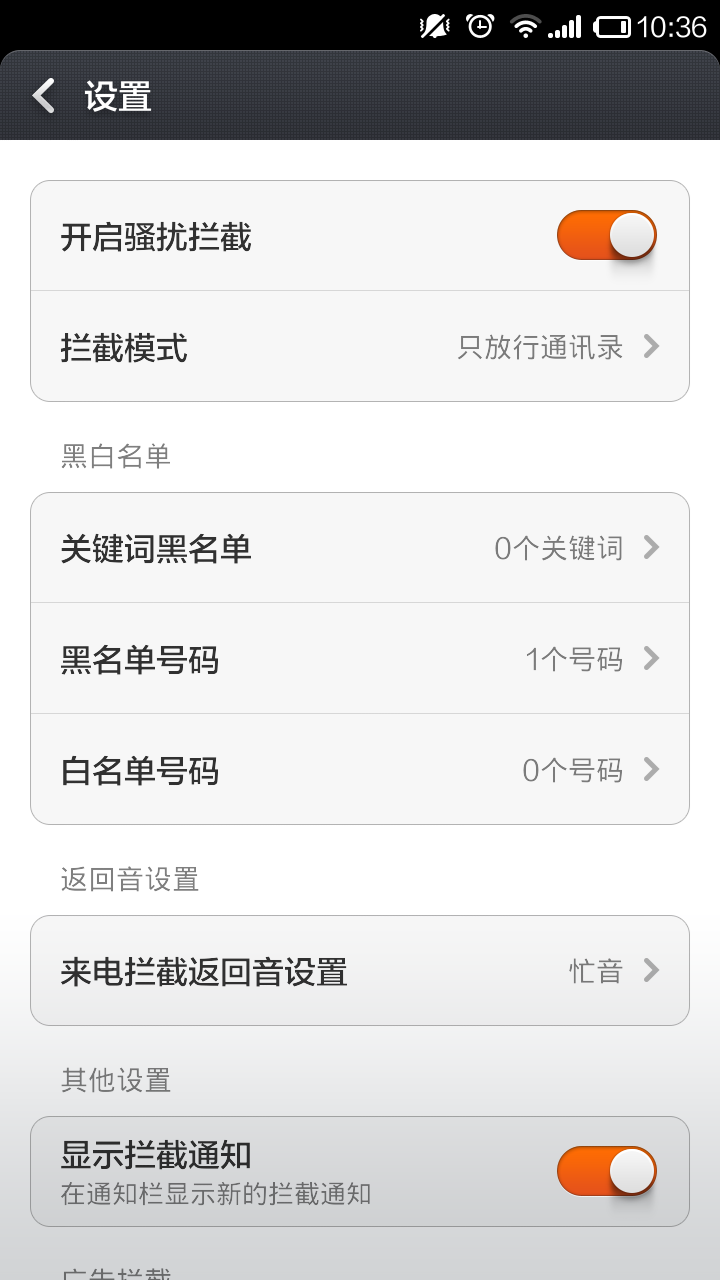 10:36
设置
开启骚扰拦截
拦截模式 只放行通讯录
黑白名单
关键词黑名单 0个关键词
黑名单号码 1个号码
白名单号码 0个号码
返回音设置
来电拦截返回音设置 忙音
其他设置
显示拦截通知
在通知栏显示新的拦截通知
广告拦截